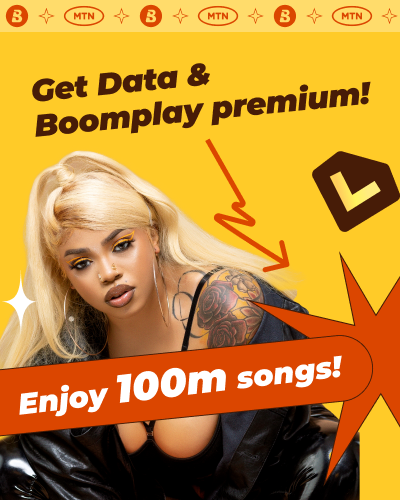 B MTN B MTN B MTN
Get Data &
Boomplay premium!
Enjoy 100m songs!